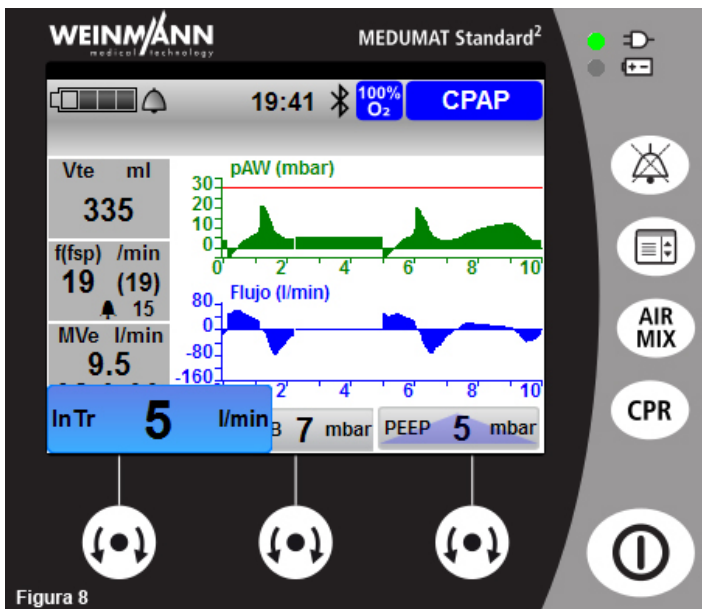 WEINMANN
medical technology
MEDUMAT Standard²
19:41
100%
O₂
CPAP
Vte ml
335
f(fsp) /min
19 (19)
15
MVe l/min
9.5
pAW (mbar)
30
20
10
0
0 2 4 6 8 10
Flujo (l/min)
80
0
-80
-160
0 2 4 6 8 10
InTr 5 l/min
7 mbar
PEEP 5 mbar
AIR
MIX
CPR
Figura 8